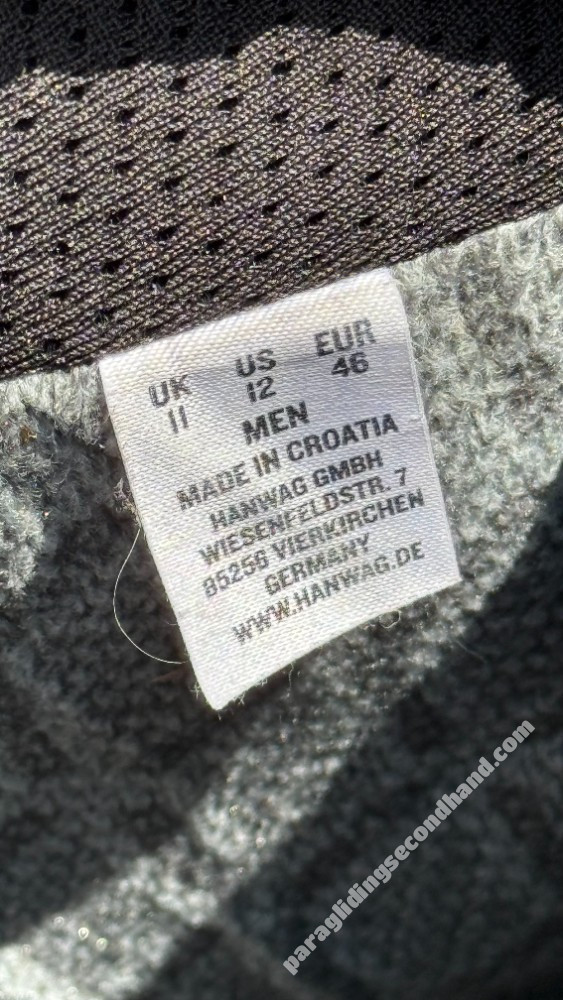 UK US EUR
11 12 46
MEN
MADE IN CROATIA
HANWAG GMBH
WIESENFELDSTR. 7
85256 VIERKIRCHEN
GERMANY
WWW.HANWAG.DE
paraglidingsecondhand.com